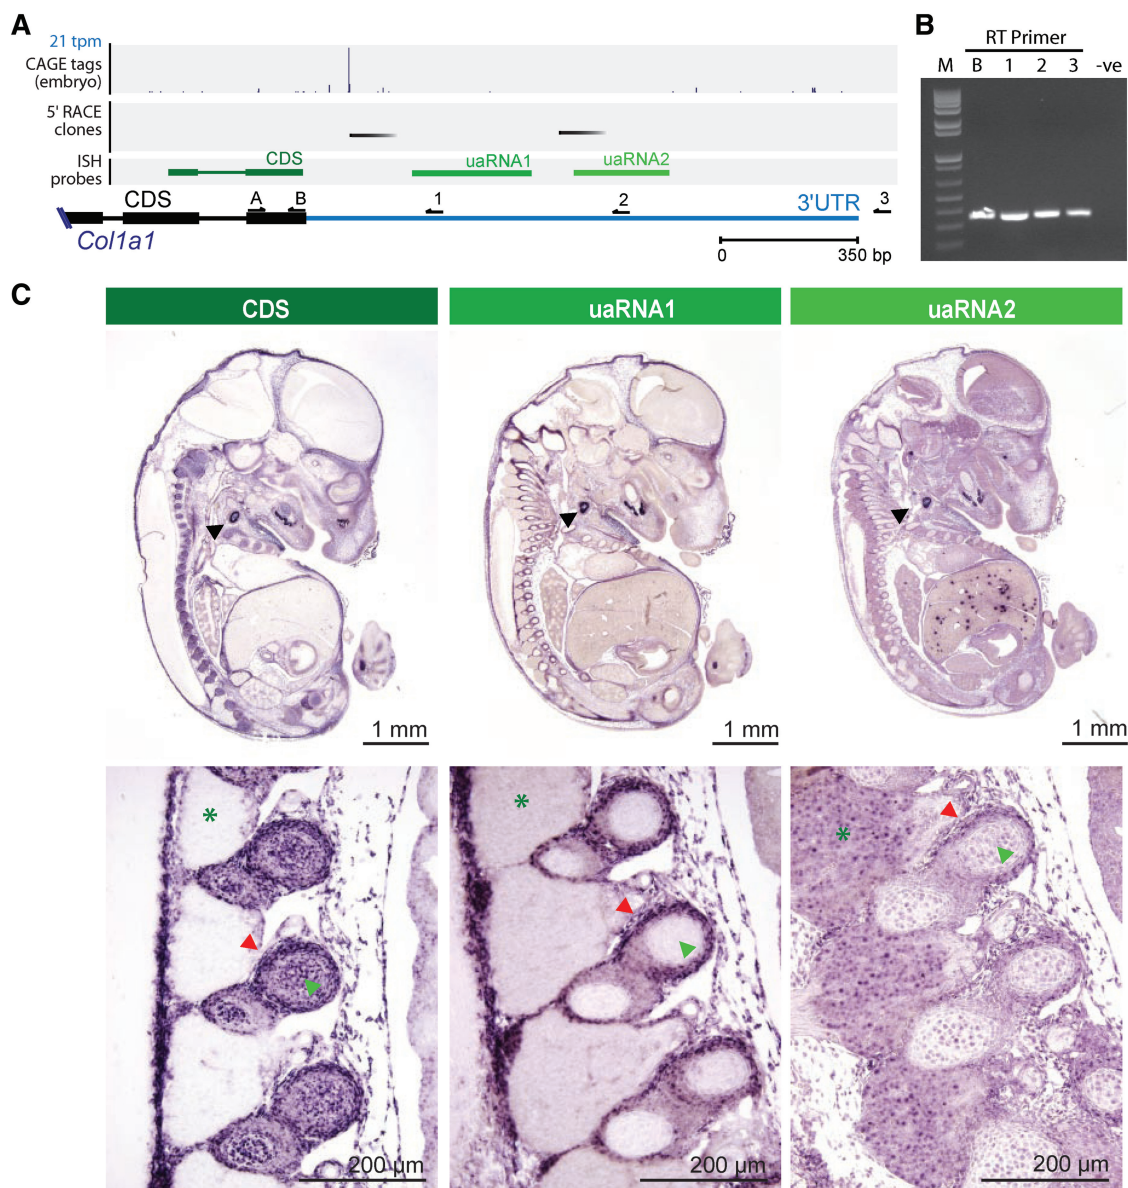 A
21 tpm
CAGE tags
(embryo)
5' RACE
clones
ISH
probes
CDS
uaRNA1
uaRNA2
CDS
A
B
1
2
3'UTR
3
Col1a1
0
350 bp
B
RT Primer
M B 1 2 3 -ve
C
CDS
uaRNA1
uaRNA2
1 mm
1 mm
1 mm
*
*
*
200 µm
200 µm
200 µm